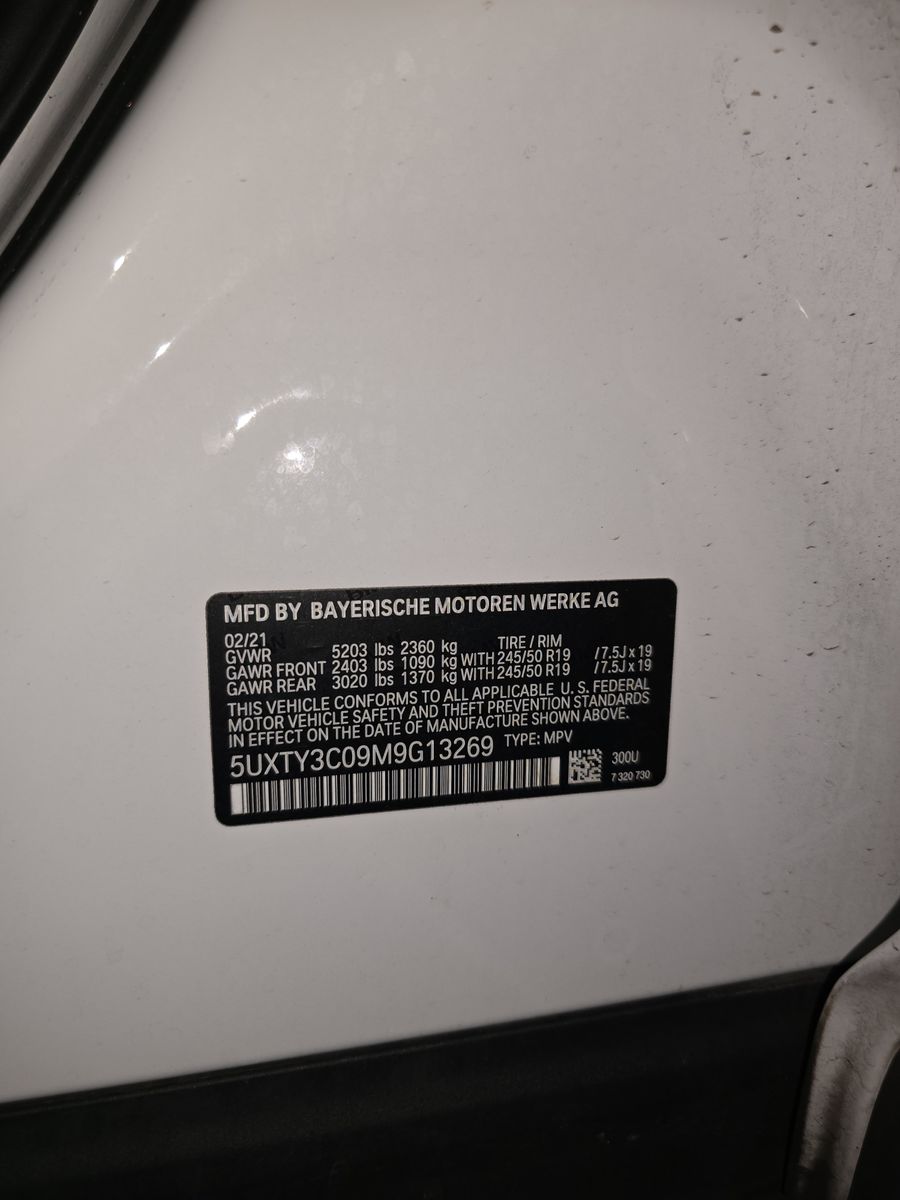 MFD BY BAYERISCHE MOTOREN WERKE AG
02/21 TIRE / RIM
GVWR 5203 lbs 2360 kg
GAWR FRONT 2403 lbs 1090 kg WITH 245/50 R19 / 7.5J x 19
GAWR REAR 3020 lbs 1370 kg WITH 245/50 R19 / 7.5J x 19
THIS VEHICLE CONFORMS TO ALL APPLICABLE U. S. FEDERAL
MOTOR VEHICLE SAFETY AND THEFT PREVENTION STANDARDS
IN EFFECT ON THE DATE OF MANUFACTURE SHOWN ABOVE.
5UXTY3C09M9G13269 TYPE: MPV
300U
7 320 730